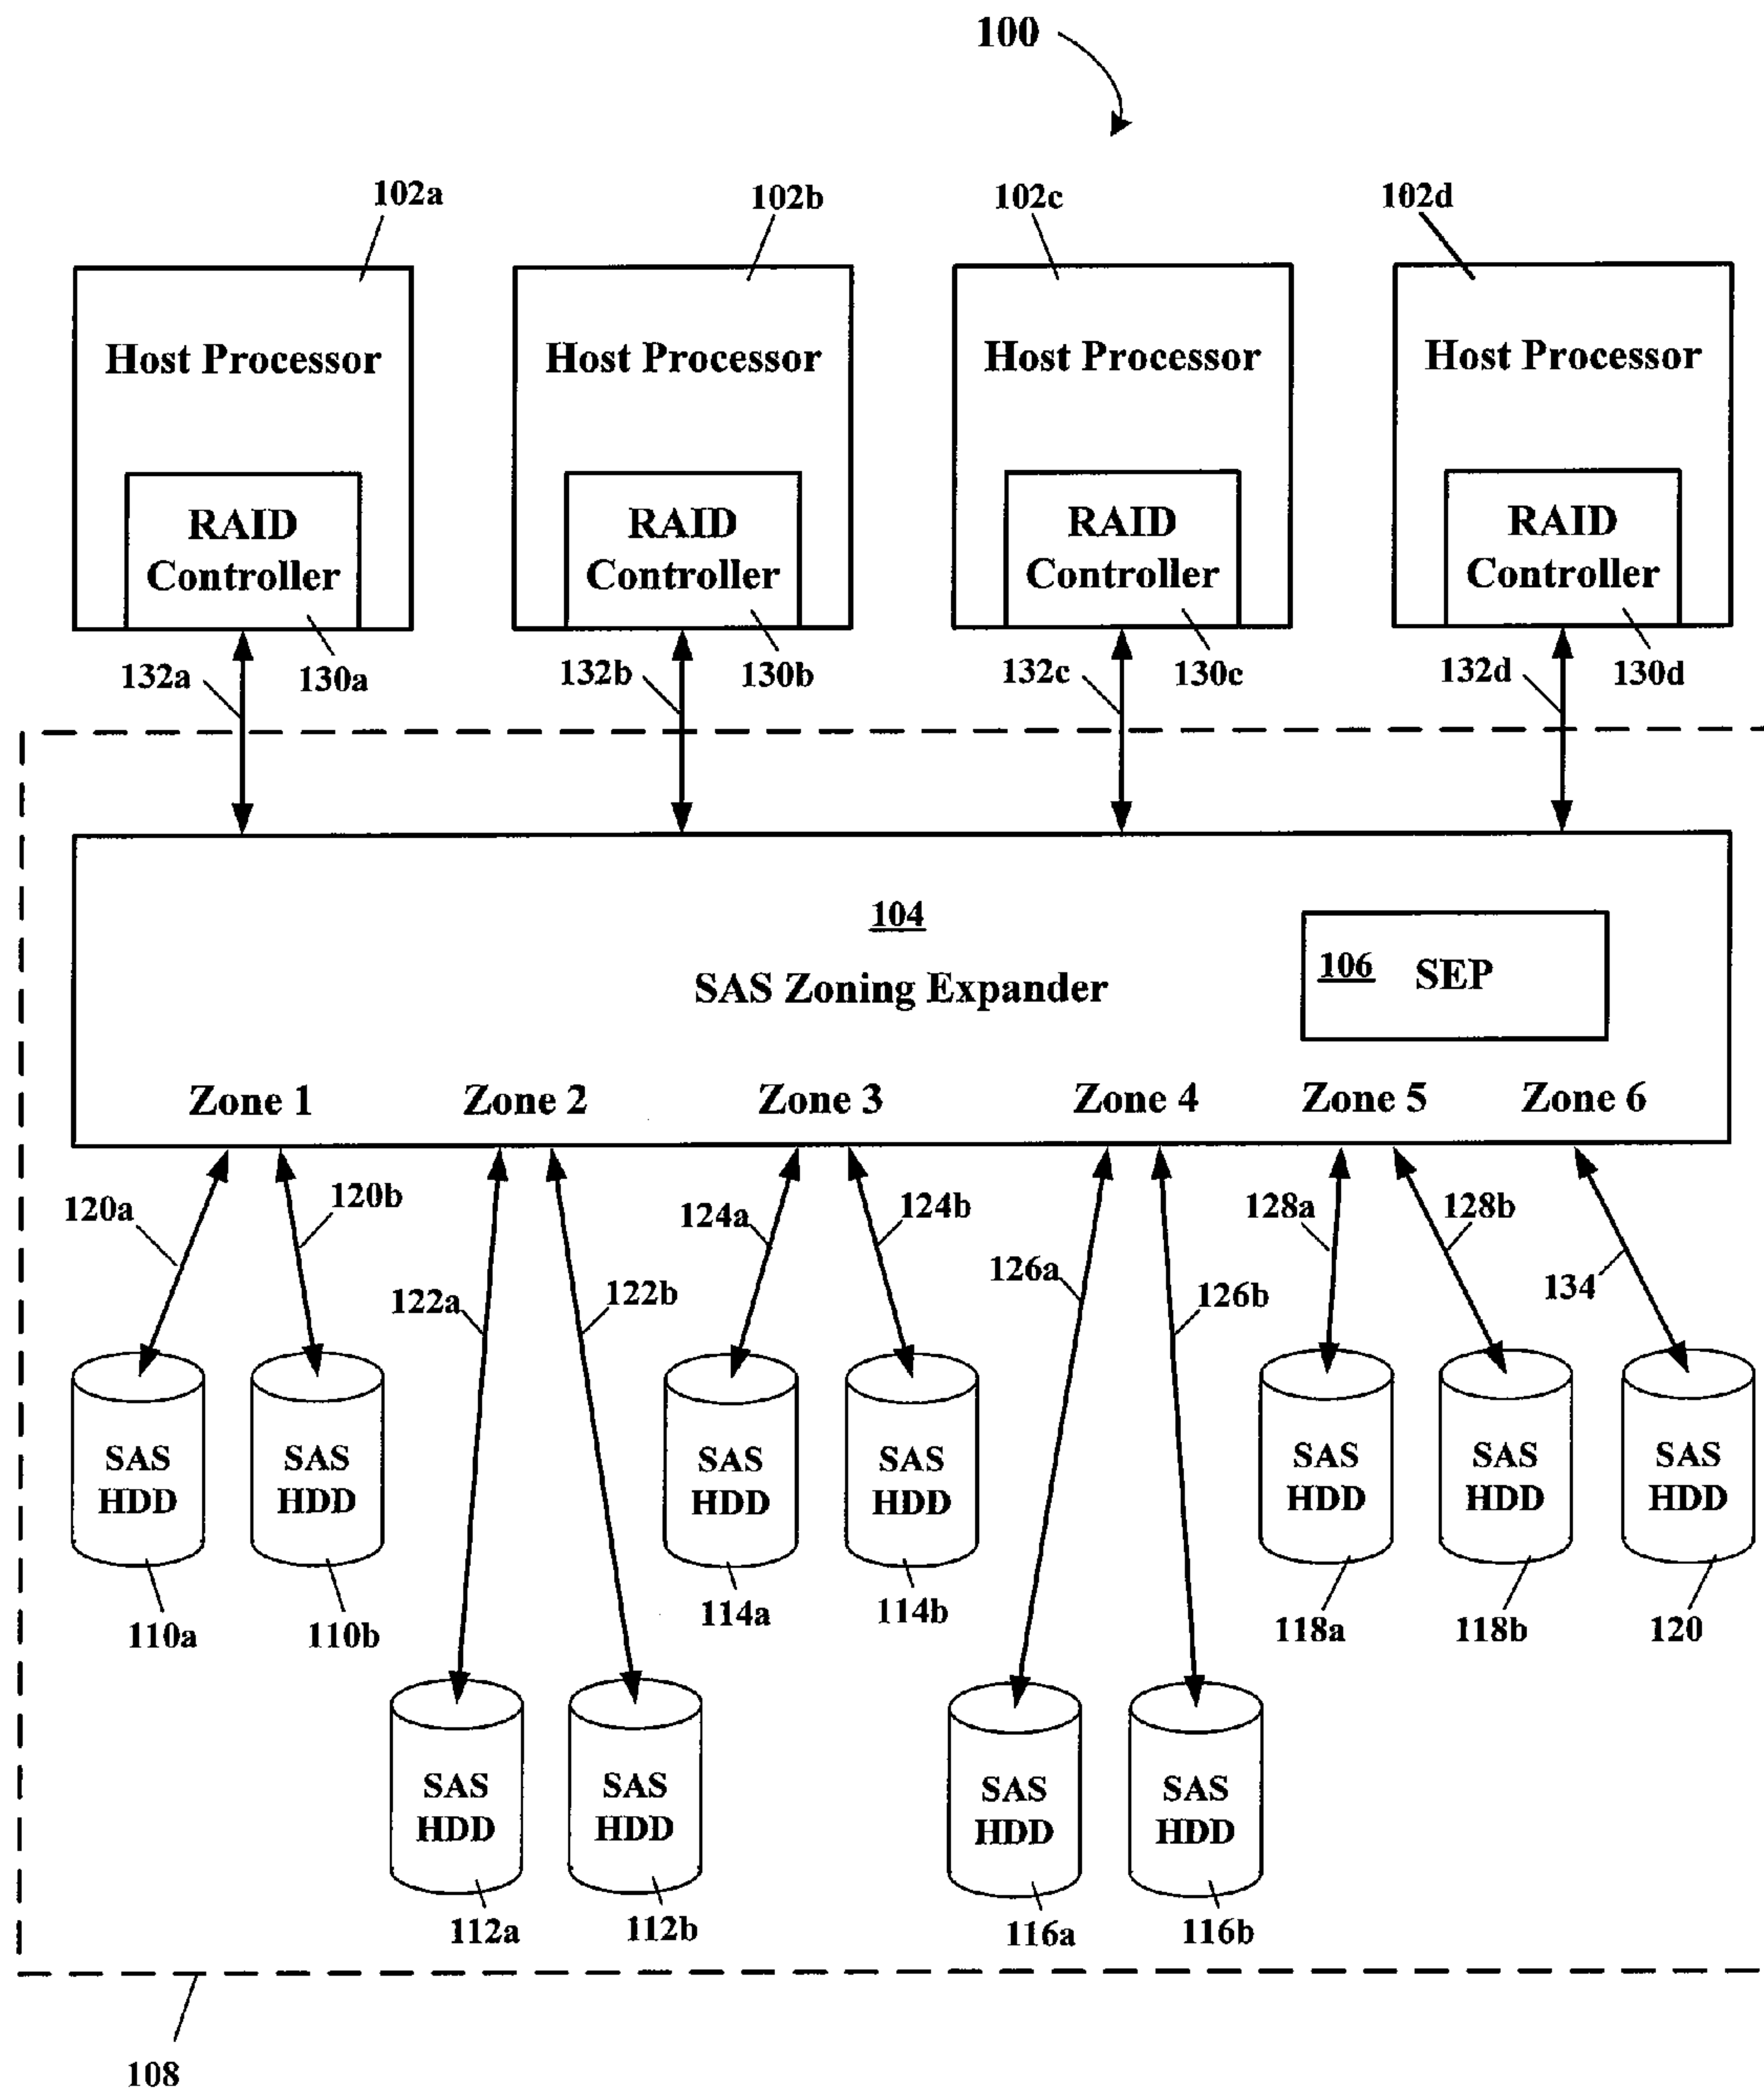 100
102a
102b
102c
102d
Host Processor
Host Processor
Host Processor
Host Processor
RAID
Controller
RAID
Controller
RAID
Controller
RAID
Controller
132a
130a
132b
130b
132c
130c
132d
130d
104
SAS Zoning Expander
106 SEP
Zone 1
Zone 2
Zone 3
Zone 4
Zone 5
Zone 6
120a
120b
122a
122b
124a
124b
126a
126b
128a
128b
134
SAS
HDD
SAS
HDD
SAS
HDD
SAS
HDD
SAS
HDD
SAS
HDD
SAS
HDD
110a
110b
114a
114b
118a
118b
120
SAS
HDD
SAS
HDD
SAS
HDD
SAS
HDD
112a
112b
116a
116b
108